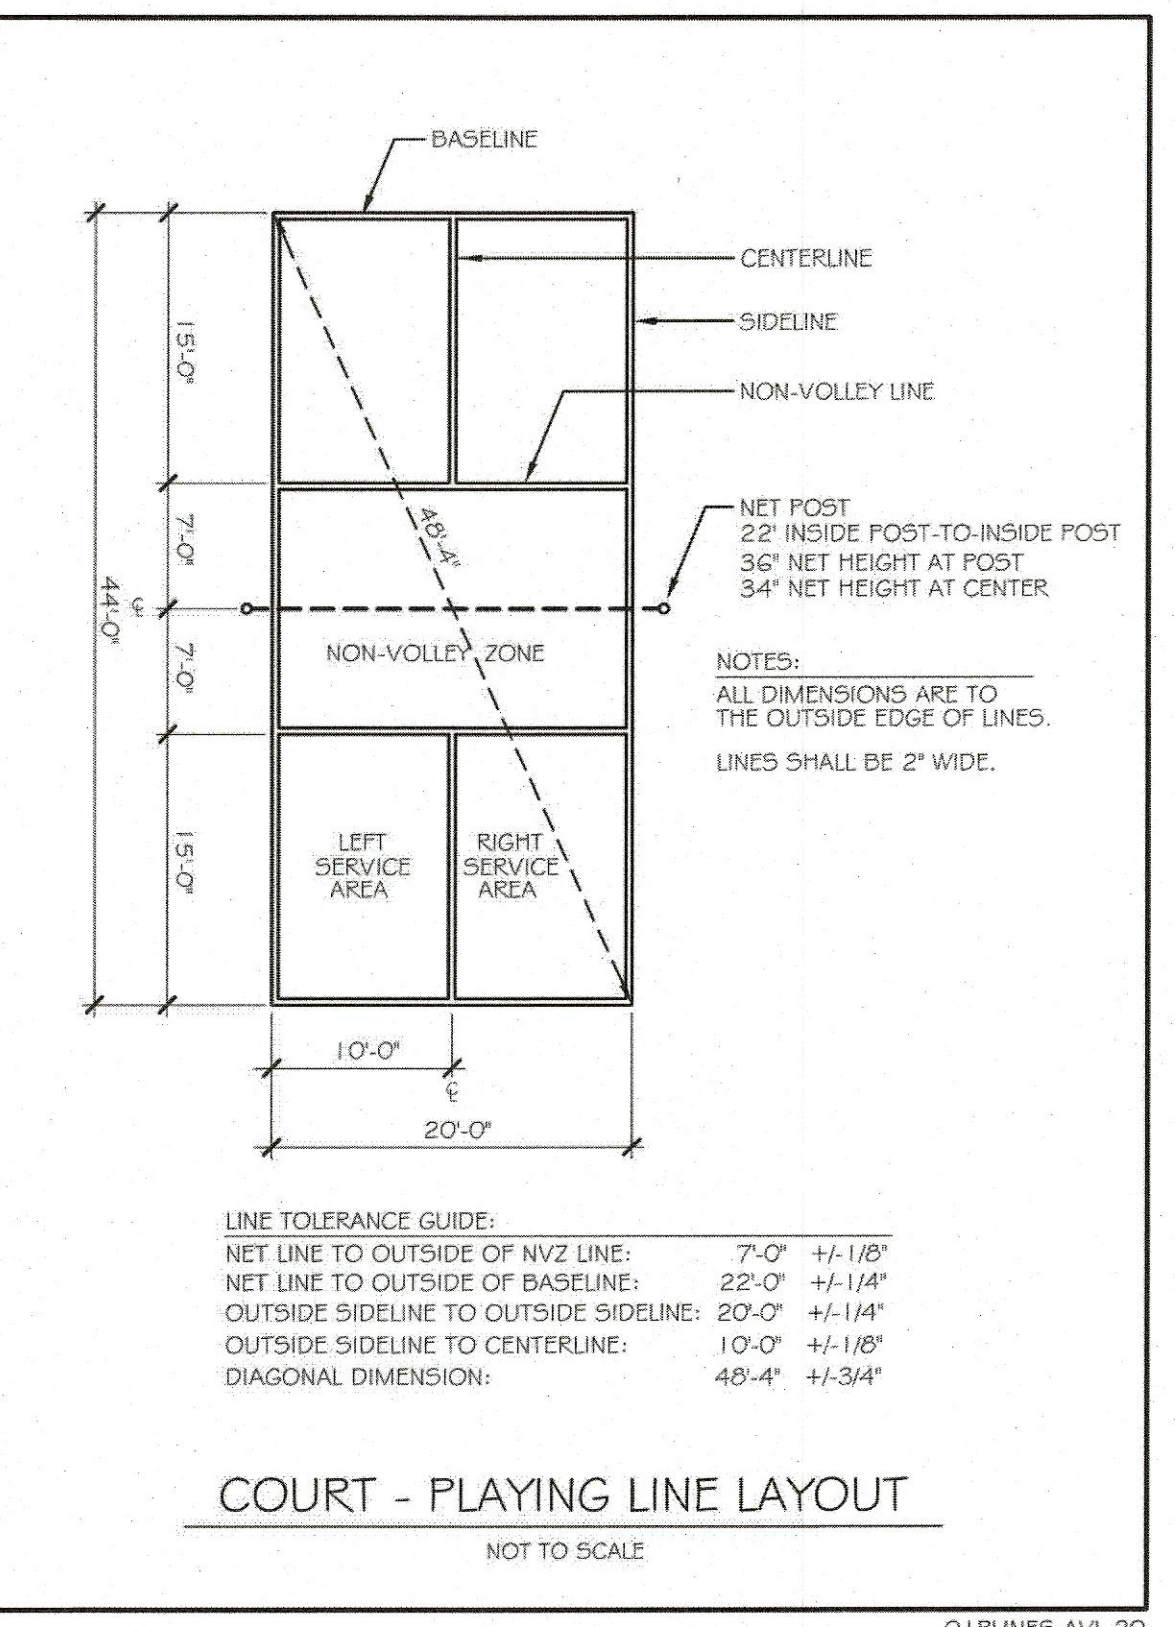 BASELINE
CENTERLINE
SIDELINE
NON-VOLLEY LINE
15'-0"
7'-0"
48'-4"
NET POST
22' INSIDE POST-TO-INSIDE POST
36" NET HEIGHT AT POST
34" NET HEIGHT AT CENTER
44'-0"
℄
NON-VOLLEY ZONE
7'-0"
NOTES:
ALL DIMENSIONS ARE TO
THE OUTSIDE EDGE OF LINES.
LINES SHALL BE 2" WIDE.
15'-0"
LEFT
SERVICE
AREA
RIGHT
SERVICE
AREA
10'-0"
℄
20'-0"
LINE TOLERANCE GUIDE:
NET LINE TO OUTSIDE OF NVZ LINE: 7'-0" +/-1/8"
NET LINE TO OUTSIDE OF BASELINE: 22'-0" +/-1/4"
OUTSIDE SIDELINE TO OUTSIDE SIDELINE: 20'-0" +/-1/4"
OUTSIDE SIDELINE TO CENTERLINE: 10'-0" +/-1/8"
DIAGONAL DIMENSION: 48'-4" +/-3/4"
COURT - PLAYING LINE LAYOUT
NOT TO SCALE